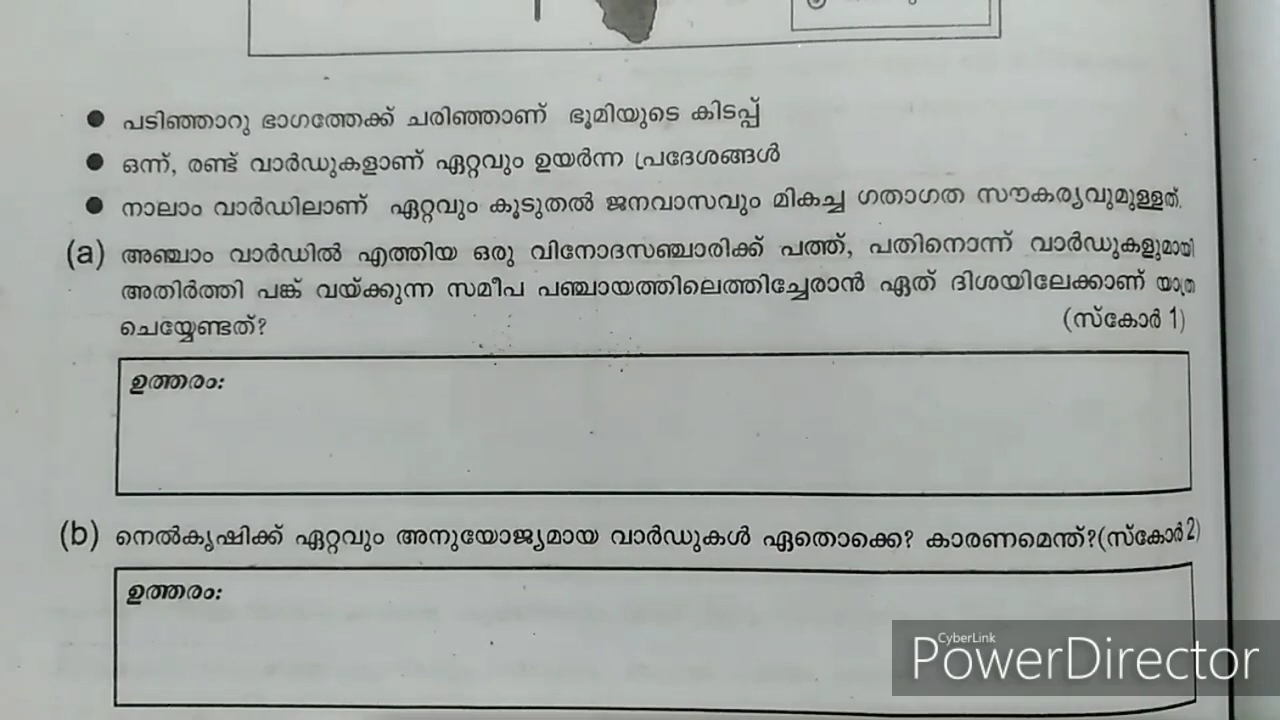 ● പടിഞ്ഞാറു ഭാഗത്തേക്ക് ചരിഞ്ഞാണ് ഭൂമിയുടെ കിടപ്പ്
● ഒന്ന്, രണ്ട് വാർഡുകളാണ് ഏറ്റവും ഉയർന്ന പ്രദേശങ്ങൾ
● നാലാം വാർഡിലാണ് ഏറ്റവും കൂടുതൽ ജനവാസവും മികച്ച ഗതാഗത സൗകര്യവുമുള്ളത്.
(a) അഞ്ചാം വാർഡിൽ എത്തിയ ഒരു വിനോദസഞ്ചാരിക്ക് പത്ത്, പതിനൊന്ന് വാർഡുകളുമായി
അതിർത്തി പങ്ക് വയ്ക്കുന്ന സമീപ പഞ്ചായത്തിലെത്തിച്ചേരാൻ ഏത് ദിശയിലേക്കാണ് യാത്ര
ചെയ്യേണ്ടത്? (സ്കോർ 1)
ഉത്തരം:
(b) നെൽകൃഷിക്ക് ഏറ്റവും അനുയോജ്യമായ വാർഡുകൾ ഏതൊക്കെ? കാരണമെന്ത്?(സ്കോർ 2)
ഉത്തരം:
CyberLink
PowerDirector